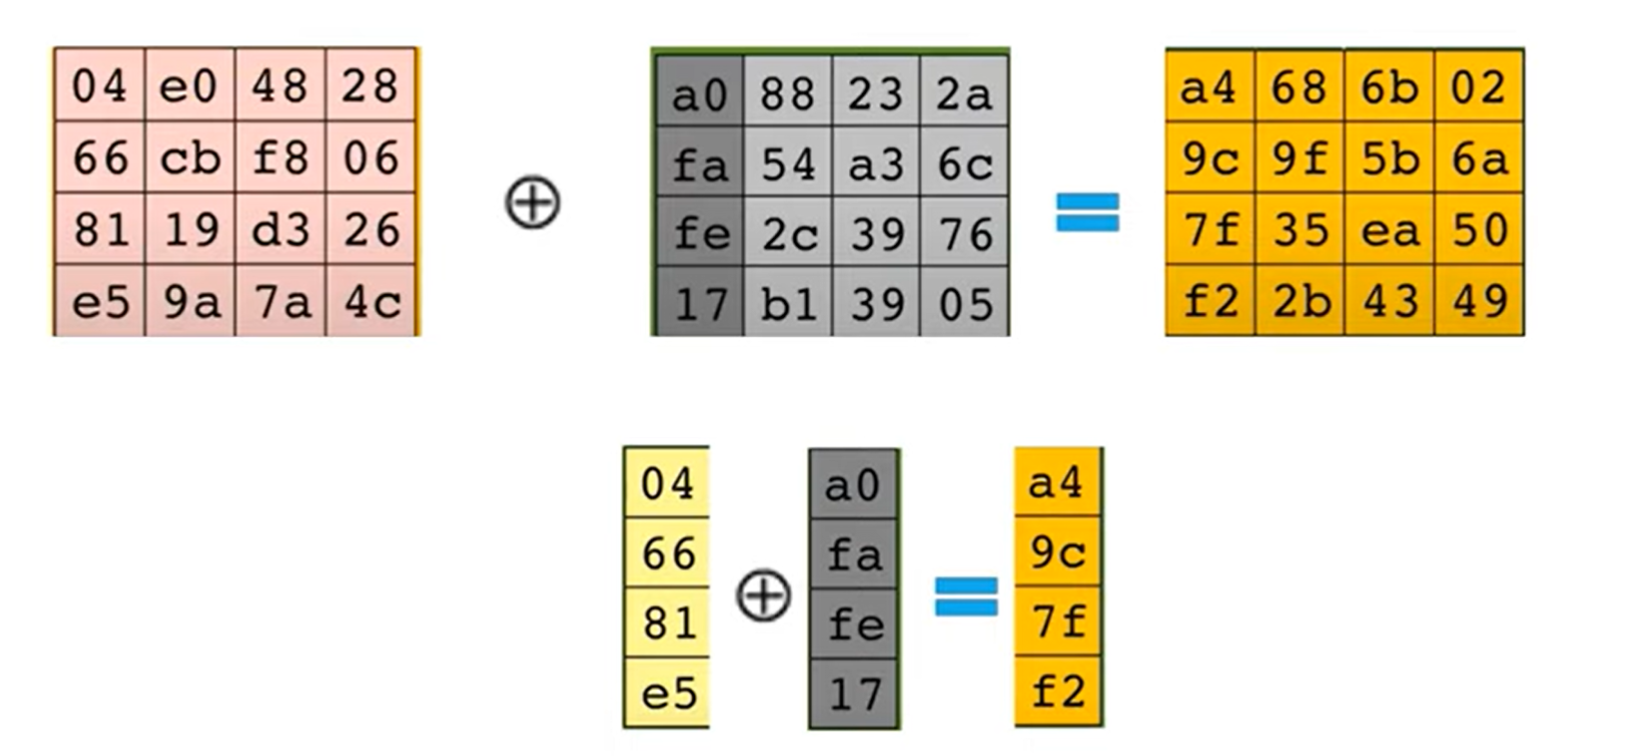 04 e0 48 28 a0 88 23 2a a4 68 6b 02
66 cb f8 06 fa 54 a3 6c 9c 9f 5b 6a
81 19 d3 26 fe 2c 39 76 7f 35 ea 50
e5 9a 7a 4c 17 b1 39 05 f2 2b 43 49
⊕ =
04 a0 a4
66 fa 9c
81 fe 7f
e5 17 f2
⊕ =